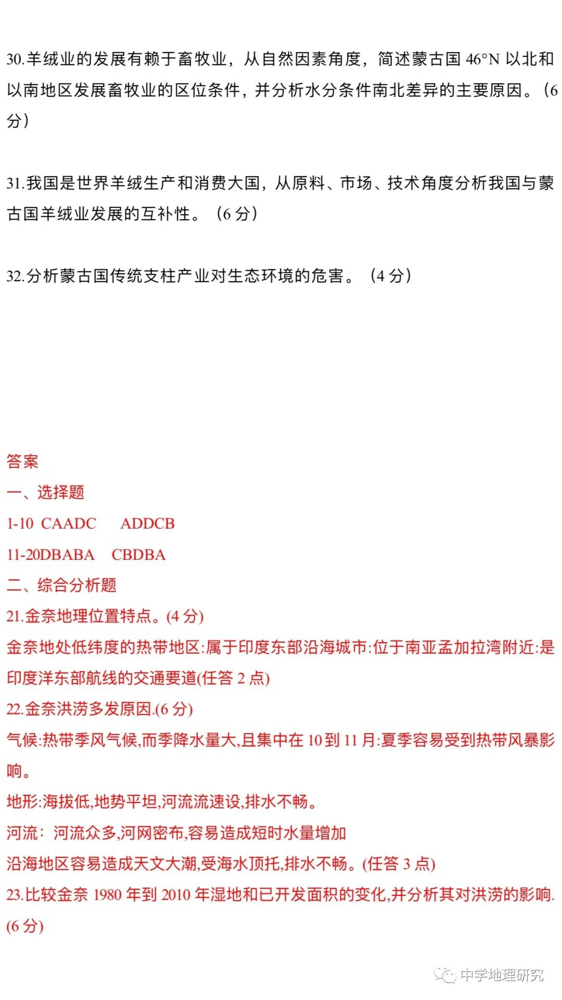 30.羊绒业的发展有赖于畜牧业，从自然因素角度，简述蒙古国 46°N 以北和
以南地区发展畜牧业的区位条件，并分析水分条件南北差异的主要原因。（6
分）
31.我国是世界羊绒生产和消费大国，从原料、市场、技术角度分析我国与蒙
古国羊绒业发展的互补性。（6 分）
32.分析蒙古国传统支柱产业对生态环境的危害。（4 分）
答案
一、选择题
1-10 CAADC ADDCB
11-20DBABA CBDBA
二、综合分析题
21.金奈地理位置特点。(4 分)
金奈地处低纬度的热带地区:属于印度东部沿海城市:位于南亚孟加拉湾附近:是
印度洋东部航线的交通要道(任答 2 点)
22.金奈洪涝多发原因.(6 分)
气候:热带季风气候,而季降水量大,且集中在 10 到 11 月:夏季容易受到热带风暴影
响。
地形:海拔低,地势平坦,河流流速设,排水不畅。
河流：河流众多,河网密布,容易造成短时水量增加
沿海地区容易造成天文大潮,受海水顶托,排水不畅。(任答 3 点)
23.比较金奈 1980 年到 2010 年湿地和已开发面积的变化,并分析其对洪涝的影响.
(6 分)
中学地理研究